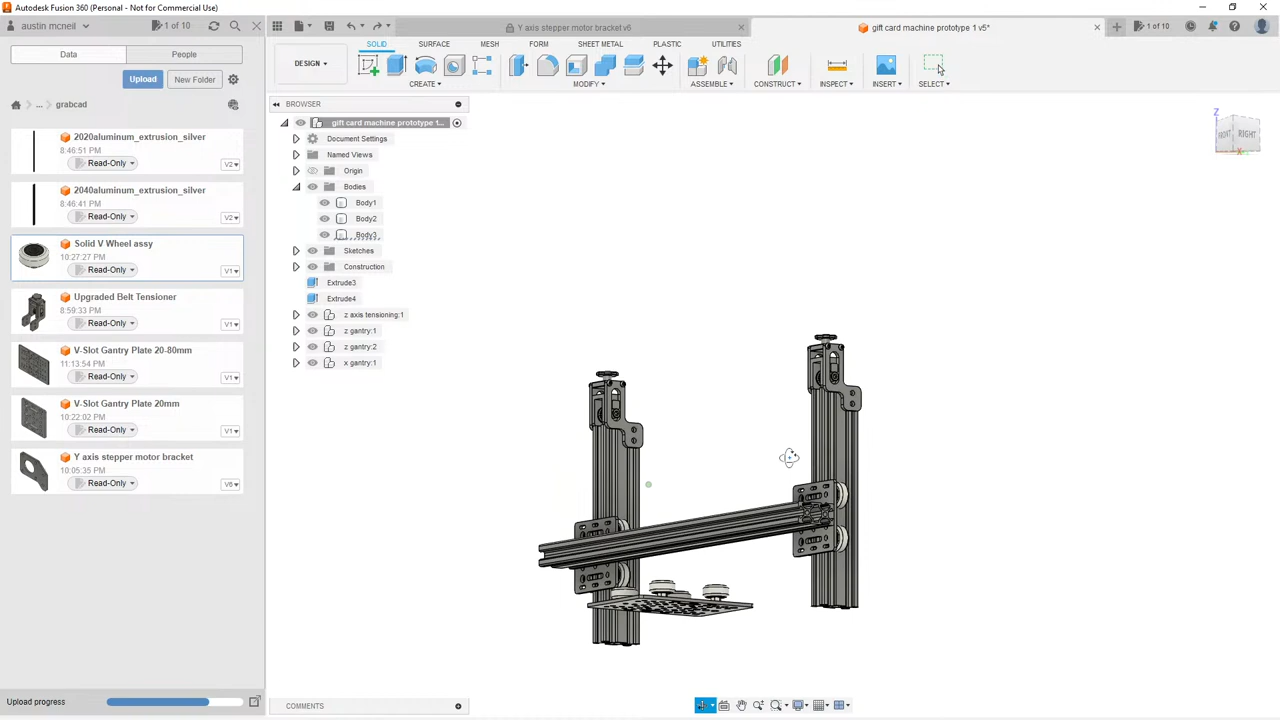 Autodesk Fusion 360 (Personal - Not for Commercial Use)
austin mcneil
1 of 10
Y axis stepper motor bracket v6
gift card machine prototype 1 v5*
1 of 10
Data
People
SOLID
SURFACE
MESH
FORM
SHEET METAL
PLASTIC
UTILITIES
DESIGN
Upload
New Folder
CREATE
MODIFY
ASSEMBLE
CONSTRUCT
INSPECT
INSERT
SELECT
... grabcad
BROWSER
gift card machine prototype 1...
Document Settings
Named Views
Origin
Bodies
Body1
Body2
Body3
Sketches
Construction
Extrude3
Extrude4
z axis tensioning:1
z gantry:1
z gantry:2
x gantry:1
2020aluminum_extrusion_silver
8:46:51 PM
Read-Only
V2
2040aluminum_extrusion_silver
8:46:41 PM
Read-Only
V2
Solid V Wheel assy
10:27:27 PM
Read-Only
V1
Upgraded Belt Tensioner
8:59:33 PM
Read-Only
V1
V-Slot Gantry Plate 20-80mm
11:13:54 PM
Read-Only
V1
V-Slot Gantry Plate 20mm
10:22:02 PM
Read-Only
V1
Y axis stepper motor bracket
10:05:35 PM
Read-Only
V6
Z
FRONT
RIGHT
X
Upload progress
COMMENTS